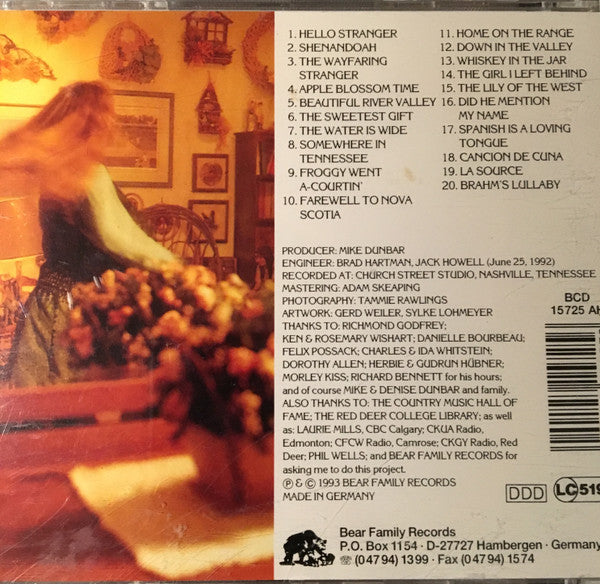 1. HELLO STRANGER
2. SHENANDOAH
3. THE WAYFARING
STRANGER
4. APPLE BLOSSOM TIME
5. BEAUTIFUL RIVER VALLEY
6. THE SWEETEST GIFT
7. THE WATER IS WIDE
8. SOMEWHERE IN
TENNESSEE
9. FROGGY WENT
A-COURTIN'
10. FAREWELL TO NOVA
SCOTIA
11. HOME ON THE RANGE
12. DOWN IN THE VALLEY
13. WHISKEY IN THE JAR
14. THE GIRL I LEFT BEHIND
15. THE LILY OF THE WEST
16. DID HE MENTION
MY NAME
17. SPANISH IS A LOVING
TONGUE
18. CANCION DE CUNA
19. LA SOURCE
20. BRAHM'S LULLABY
PRODUCER: MIKE DUNBAR
ENGINEER: BRAD HARTMAN, JACK HOWELL (June 25, 1992)
RECORDED AT: CHURCH STREET STUDIO, NASHVILLE, TENNESSEE
MASTERING: ADAM SKEAPING
PHOTOGRAPHY: TAMMIE RAWLINGS
ARTWORK: GERD WEILER, SYLKE LOHMEYER
THANKS TO: RICHMOND GODFREY;
KEN & ROSEMARY WISHART; DANIELLE BOURBEAU;
FELIX POSSACK; CHARLES & IDA WHITSTEIN;
DOROTHY ALLEN; HERBIE & GUDRUN HÜBNER;
MORLEY KISS; RICHARD BENNETT for his hours;
and of course MIKE & DENISE DUNBAR and family.
ALSO THANKS TO: THE COUNTRY MUSIC HALL OF
FAME; THE RED DEER COLLEGE LIBRARY; as well
as: LAURIE MILLS, CBC Calgary; CKUA Radio,
Edmonton; CFCW Radio, Camrose; CKGY Radio, Red
Deer; PHIL WELLS; and BEAR FAMILY RECORDS for
asking me to do this project.
℗ & © 1993 BEAR FAMILY RECORDS
MADE IN GERMANY
BCD
15725 AH
DDD
LC 519
Bear Family Records
P.O. Box 1154 · D-27727 Hambergen · Germany
☏ (04794) 1399 · Fax (04794) 1574